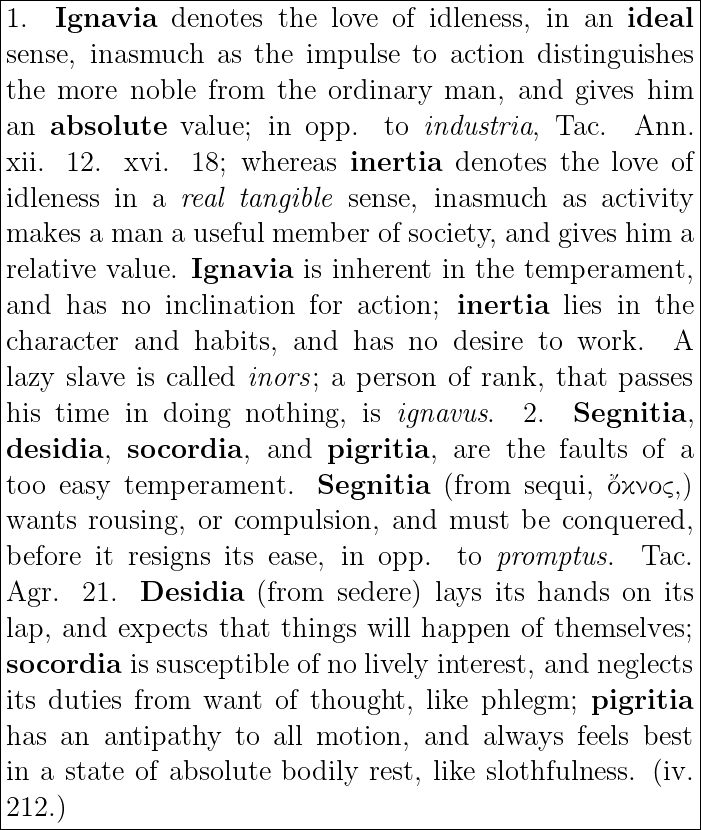 1. Ignavia denotes the love of idleness, in an ideal
sense, inasmuch as the impulse to action distinguishes
the more noble from the ordinary man, and gives him
an absolute value; in opp. to industria, Tac. Ann.
xii. 12. xvi. 18; whereas inertia denotes the love of
idleness in a real tangible sense, inasmuch as activity
makes a man a useful member of society, and gives him a
relative value. Ignavia is inherent in the temperament,
and has no inclination for action; inertia lies in the
character and habits, and has no desire to work. A
lazy slave is called inors; a person of rank, that passes
his time in doing nothing, is ignavus. 2. Segnitia,
desidia, socordia, and pigritia, are the faults of a
too easy temperament. Segnitia (from sequi, ὄκνος,)
wants rousing, or compulsion, and must be conquered,
before it resigns its ease, in opp. to promptus. Tac.
Agr. 21. Desidia (from sedere) lays its hands on its
lap, and expects that things will happen of themselves;
socordia is susceptible of no lively interest, and neglects
its duties from want of thought, like phlegm; pigritia
has an antipathy to all motion, and always feels best
in a state of absolute bodily rest, like slothfulness. (iv.
212.)